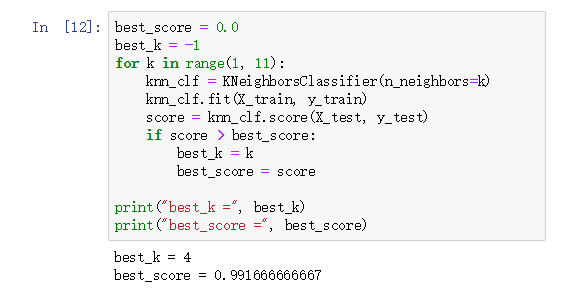 In [12]: best_score = 0.0
best_k = -1
for k in range(1, 11):
    knn_clf = KNeighborsClassifier(n_neighbors=k)
    knn_clf.fit(X_train, y_train)
    score = knn_clf.score(X_test, y_test)
    if score > best_score:
        best_k = k
        best_score = score

print("best_k =", best_k)
print("best_score =", best_score)
best_k = 4
best_score = 0.991666666667